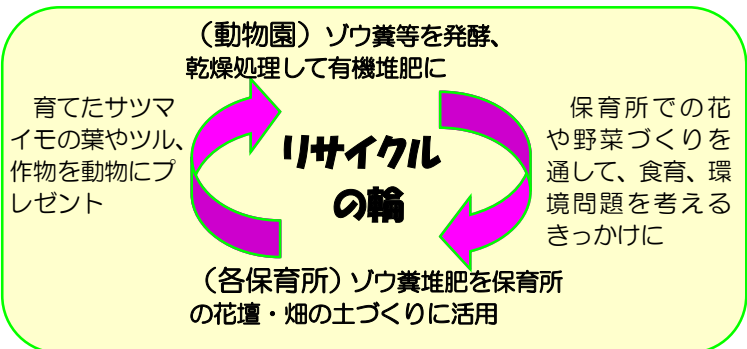 （動物園）ゾウ糞等を発酵、
乾燥処理して有機堆肥に
育てたサツマ
イモの葉やツル、
作物を動物にプ
レゼント
リサイクル
の輪
保育所での花
や野菜づくりを
通して、食育、環
境問題を考える
きっかけに
（各保育所）ゾウ糞堆肥を保育所
の花壇・畑の土づくりに活用